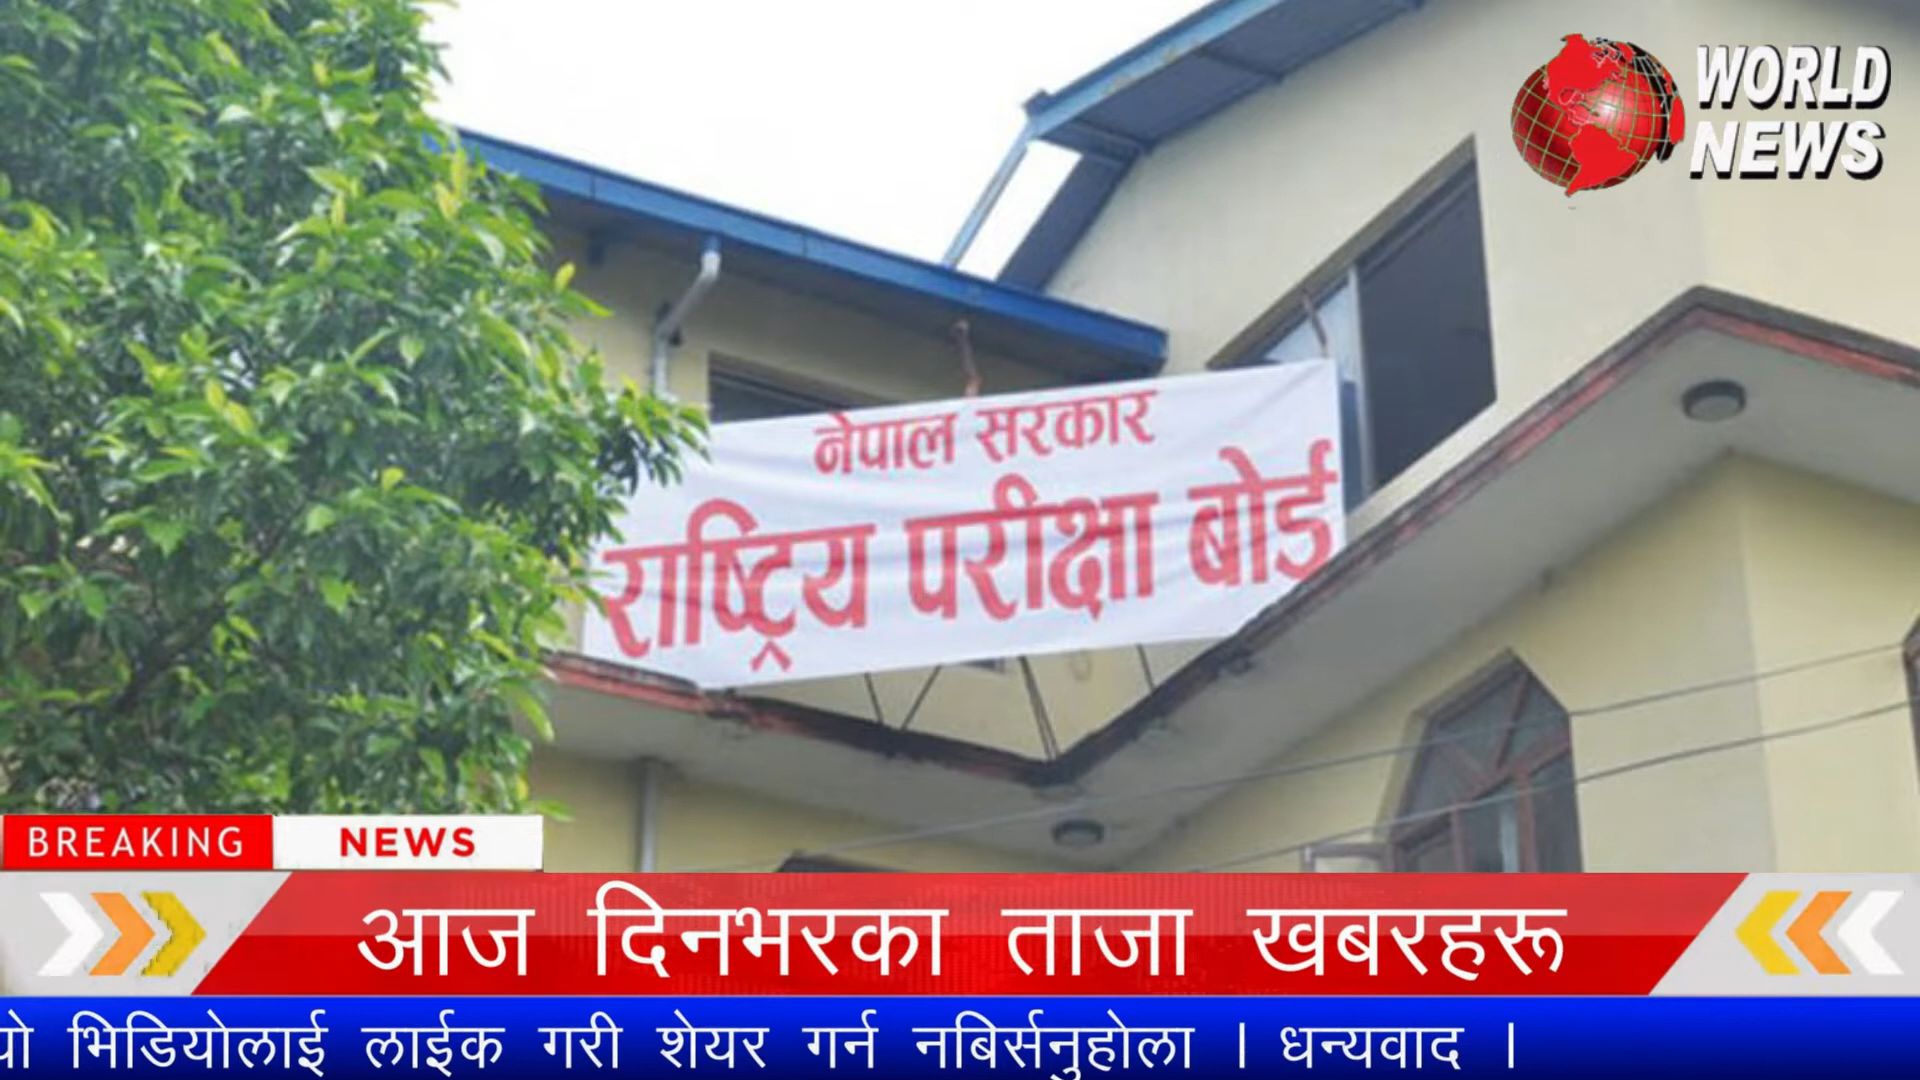 WORLD
NEWS
नेपाल सरकार
राष्ट्रिय परीक्षा बोर्ड
BREAKING NEWS
आज दिनभरका ताजा खबरहरू
यो भिडियोलाई लाईक गरी शेयर गर्न नबिर्सनुहोला । धन्यवाद ।